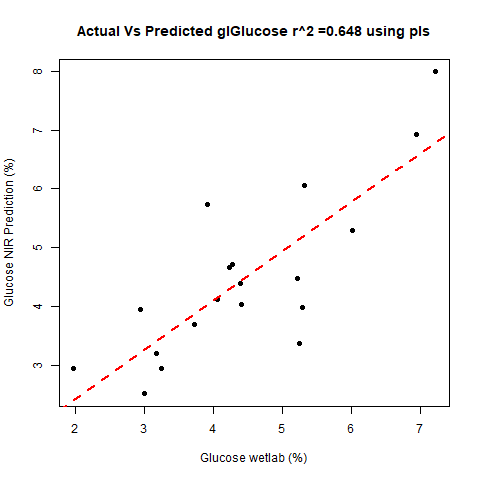 Actual Vs Predicted glGlucose r^2 =0.648 using pls
8
7
6
5
4
3
Glucose NIR Prediction (%)
2 3 4 5 6 7
Glucose wetlab (%)